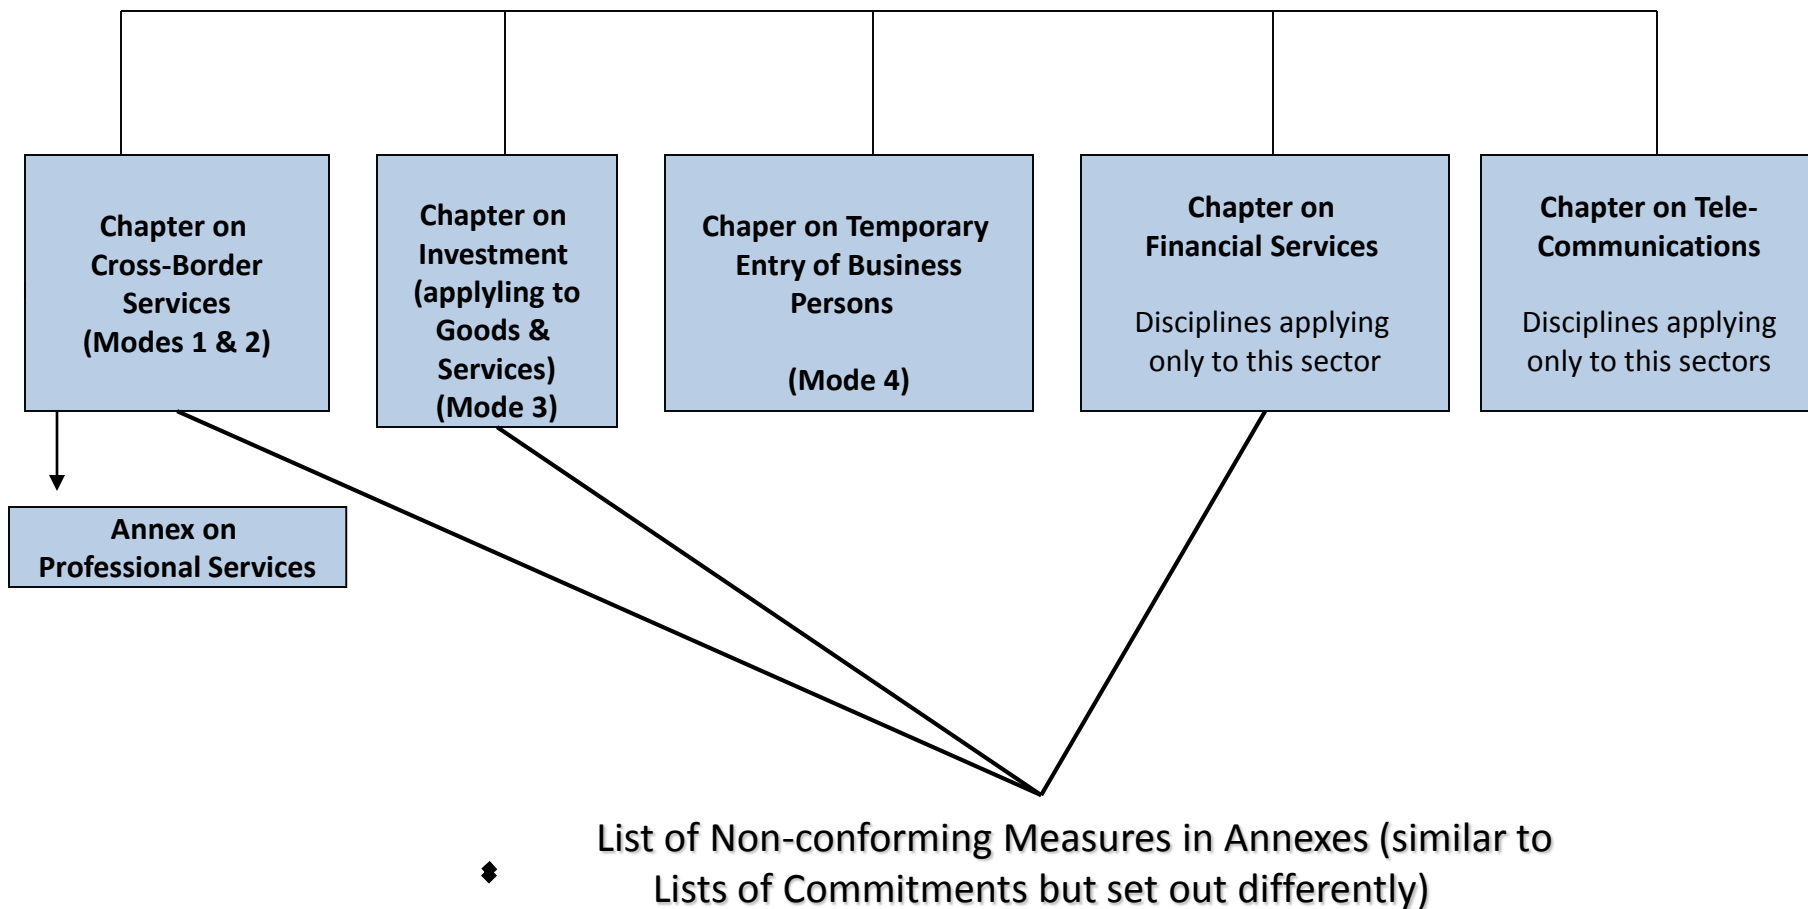 Chapter on
Cross-Border
Services
(Modes 1 & 2)
Chapter on
Investment
(applyling to
Goods &
Services)
(Mode 3)
Chaper on Temporary
Entry of Business
Persons
(Mode 4)
Chapter on
Financial Services
Disciplines applying
only to this sector
Chapter on Tele-
Communications
Disciplines applying
only to this sectors
Annex on
Professional Services
List of Non-conforming Measures in Annexes (similar to
Lists of Commitments but set out differently)